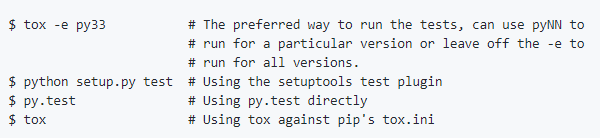 $ tox -e py33           # The preferred way to run the tests, can use pyNN to
                        # run for a particular version or leave off the -e to
                        # run for all versions.
$ python setup.py test  # Using the setuptools test plugin
$ py.test               # Using py.test directly
$ tox                   # Using tox against pip's tox.ini